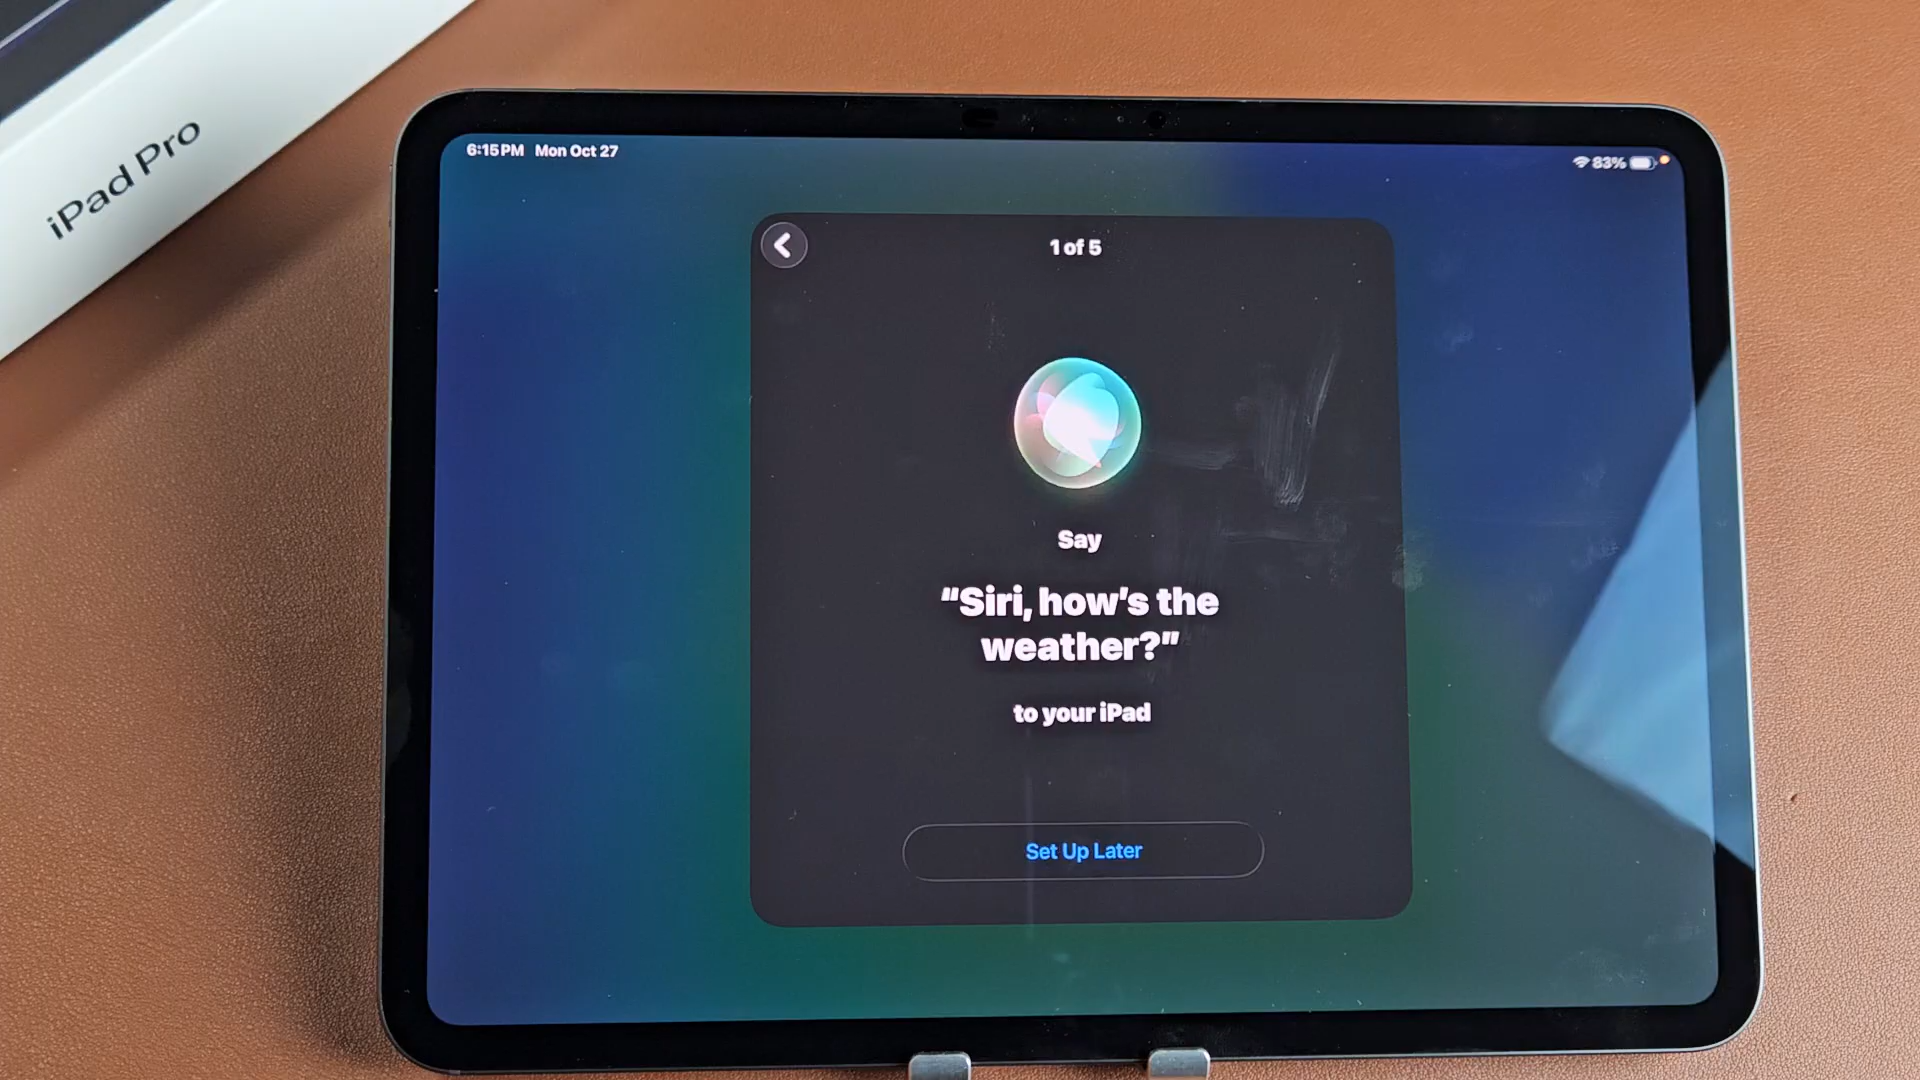 iPad Pro
6:15 PM Mon Oct 27
83%
1 of 5
Say
“Siri, how’s the
weather?”
to your iPad
Set Up Later